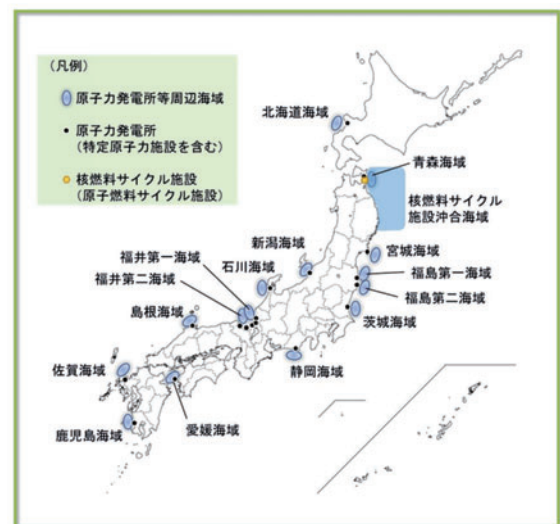 (凡例)
原子力発電所等周辺海域
原子力発電所
(特定原子力施設を含む)
核燃料サイクル施設
(原子燃料サイクル施設)
北海道海域
青森海域
核燃料サイクル
施設沖合海域
宮城海域
福島第一海域
福島第二海域
茨城海域
新潟海域
石川海域
福井第一海域
福井第二海域
島根海域
静岡海域
佐賀海域
愛媛海域
鹿児島海域